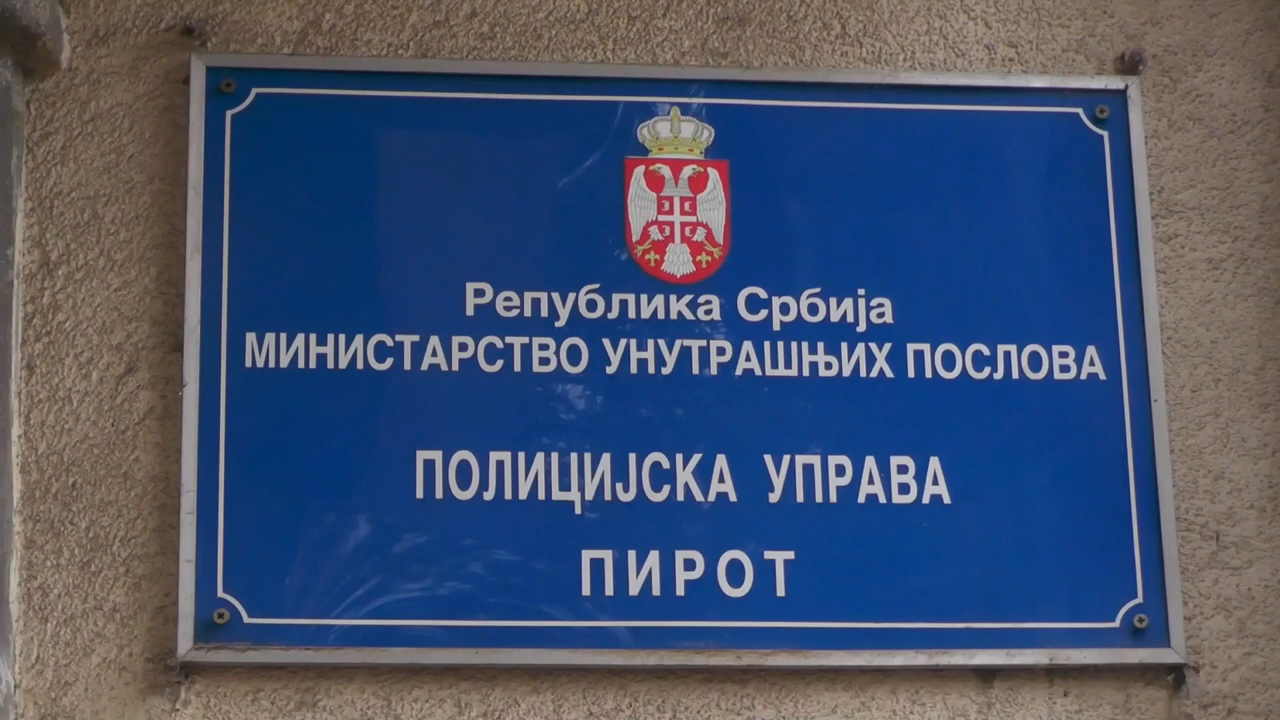 Република Србија
МИНИСТАРСТВО УНУТРАШЊИХ ПОСЛОВА
ПОЛИЦИЈСКА УПРАВА
ПИРОТ